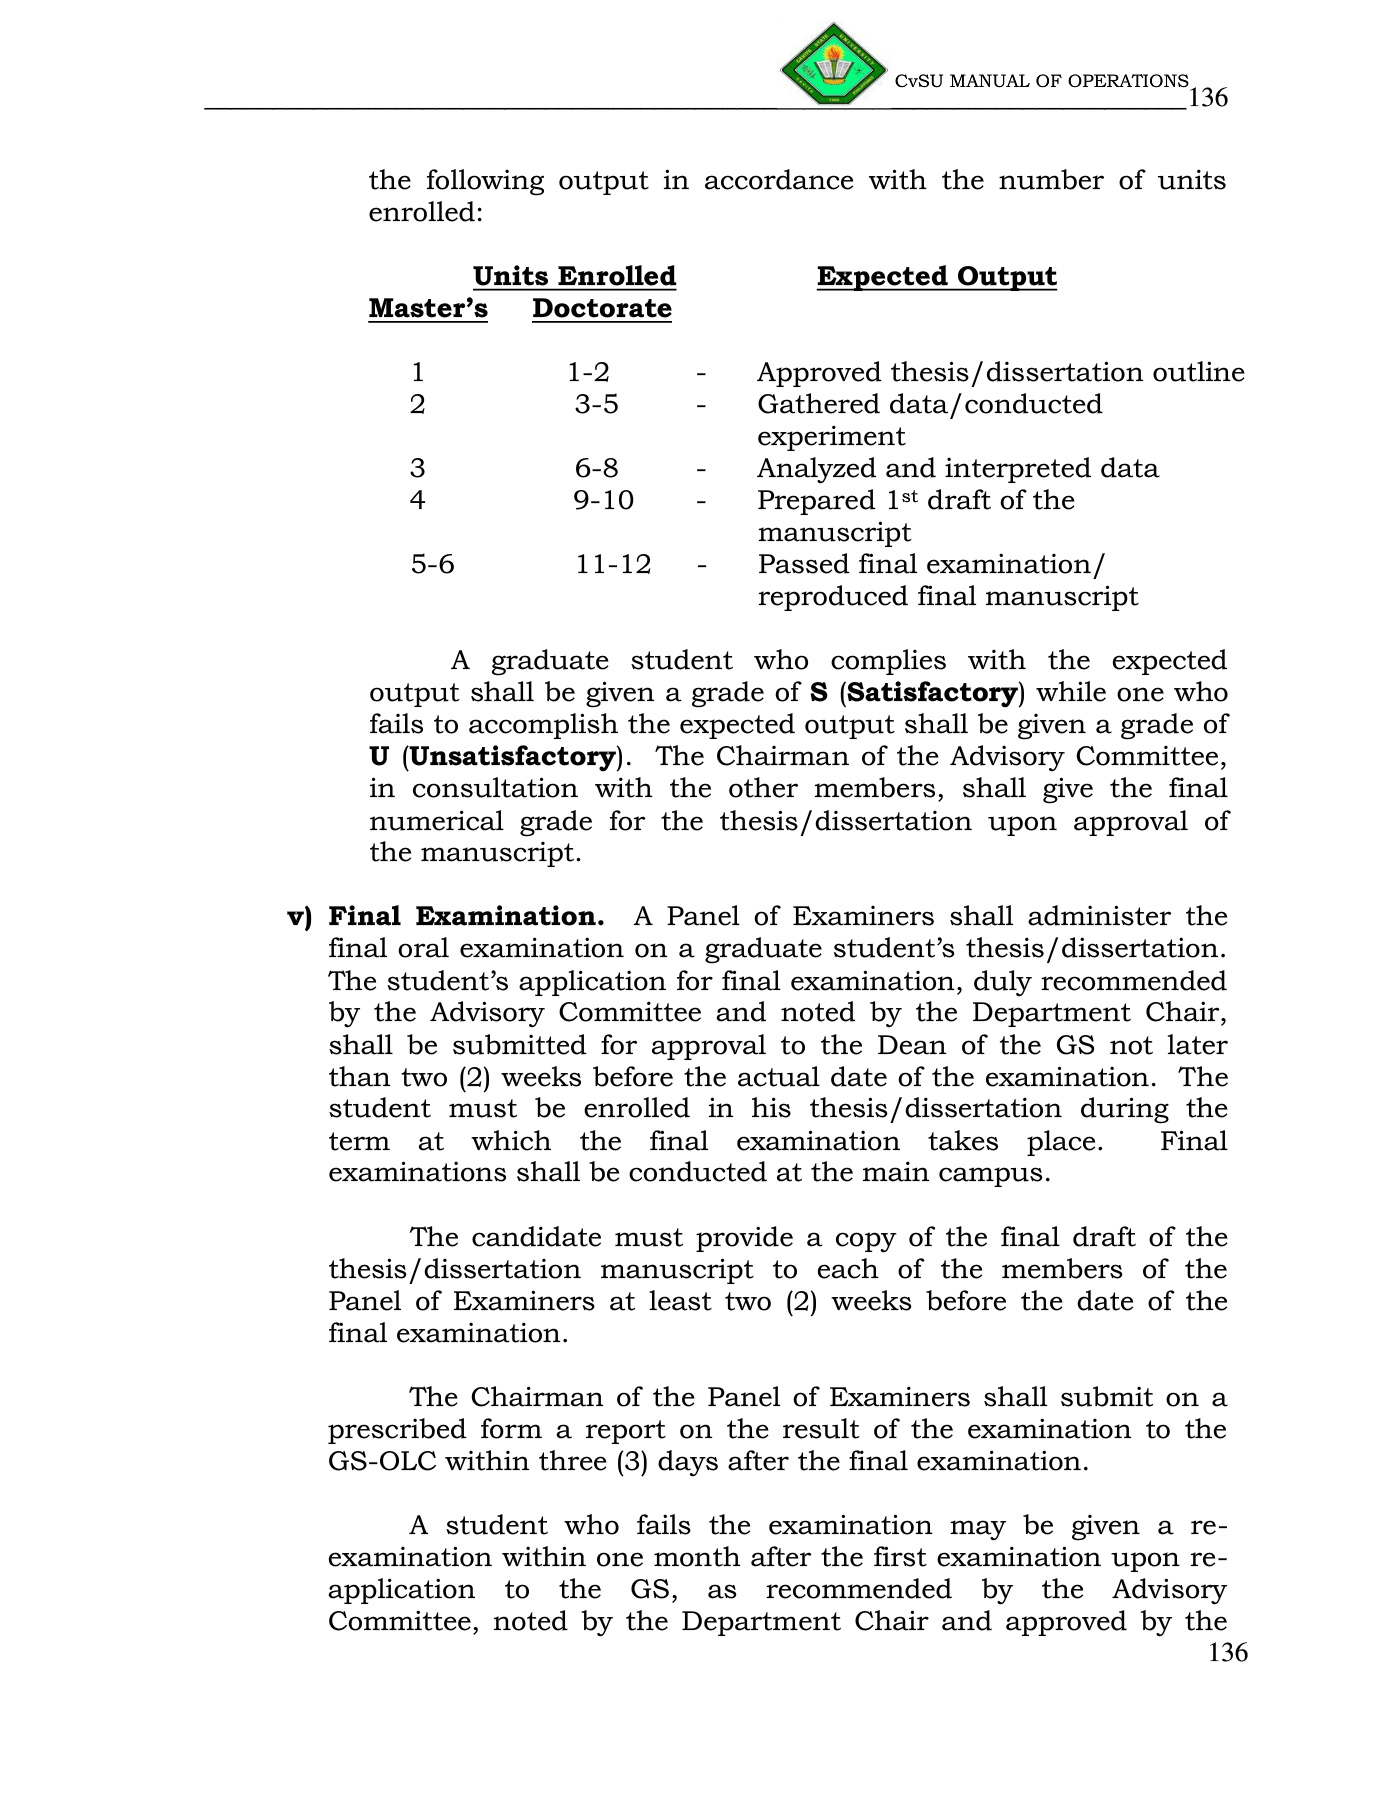 CvSU MANUAL OF OPERATIONS 136
the following output in accordance with the number of units
enrolled:
Units Enrolled Expected Output
Master’s Doctorate
1 1-2 - Approved thesis/dissertation outline
2 3-5 - Gathered data/conducted
experiment
3 6-8 - Analyzed and interpreted data
4 9-10 - Prepared 1st draft of the
manuscript
5-6 11-12 - Passed final examination/
reproduced final manuscript
A graduate student who complies with the expected
output shall be given a grade of S (Satisfactory) while one who
fails to accomplish the expected output shall be given a grade of
U (Unsatisfactory). The Chairman of the Advisory Committee,
in consultation with the other members, shall give the final
numerical grade for the thesis/dissertation upon approval of
the manuscript.
v) Final Examination. A Panel of Examiners shall administer the
final oral examination on a graduate student’s thesis/dissertation.
The student’s application for final examination, duly recommended
by the Advisory Committee and noted by the Department Chair,
shall be submitted for approval to the Dean of the GS not later
than two (2) weeks before the actual date of the examination. The
student must be enrolled in his thesis/dissertation during the
term at which the final examination takes place. Final
examinations shall be conducted at the main campus.
The candidate must provide a copy of the final draft of the
thesis/dissertation manuscript to each of the members of the
Panel of Examiners at least two (2) weeks before the date of the
final examination.
The Chairman of the Panel of Examiners shall submit on a
prescribed form a report on the result of the examination to the
GS-OLC within three (3) days after the final examination.
A student who fails the examination may be given a re-
examination within one month after the first examination upon re-
application to the GS, as recommended by the Advisory
Committee, noted by the Department Chair and approved by the
136